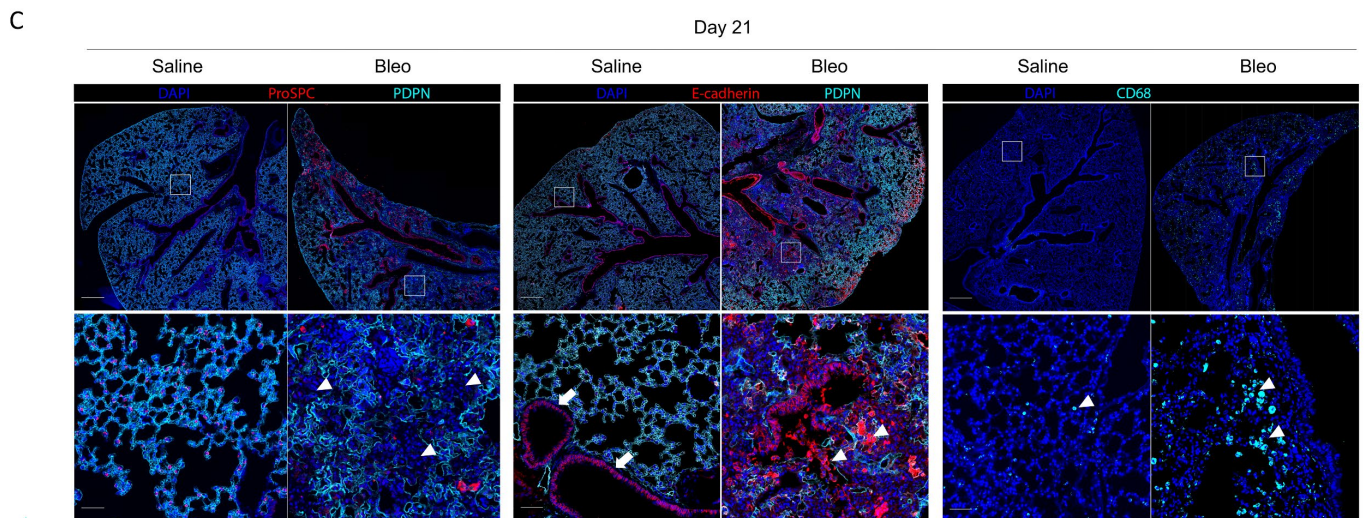 C
Day 21
Saline Bleo Saline Bleo Saline Bleo
DAPI ProSPC PDPN DAPI E-cadherin PDPN DAPI CD68